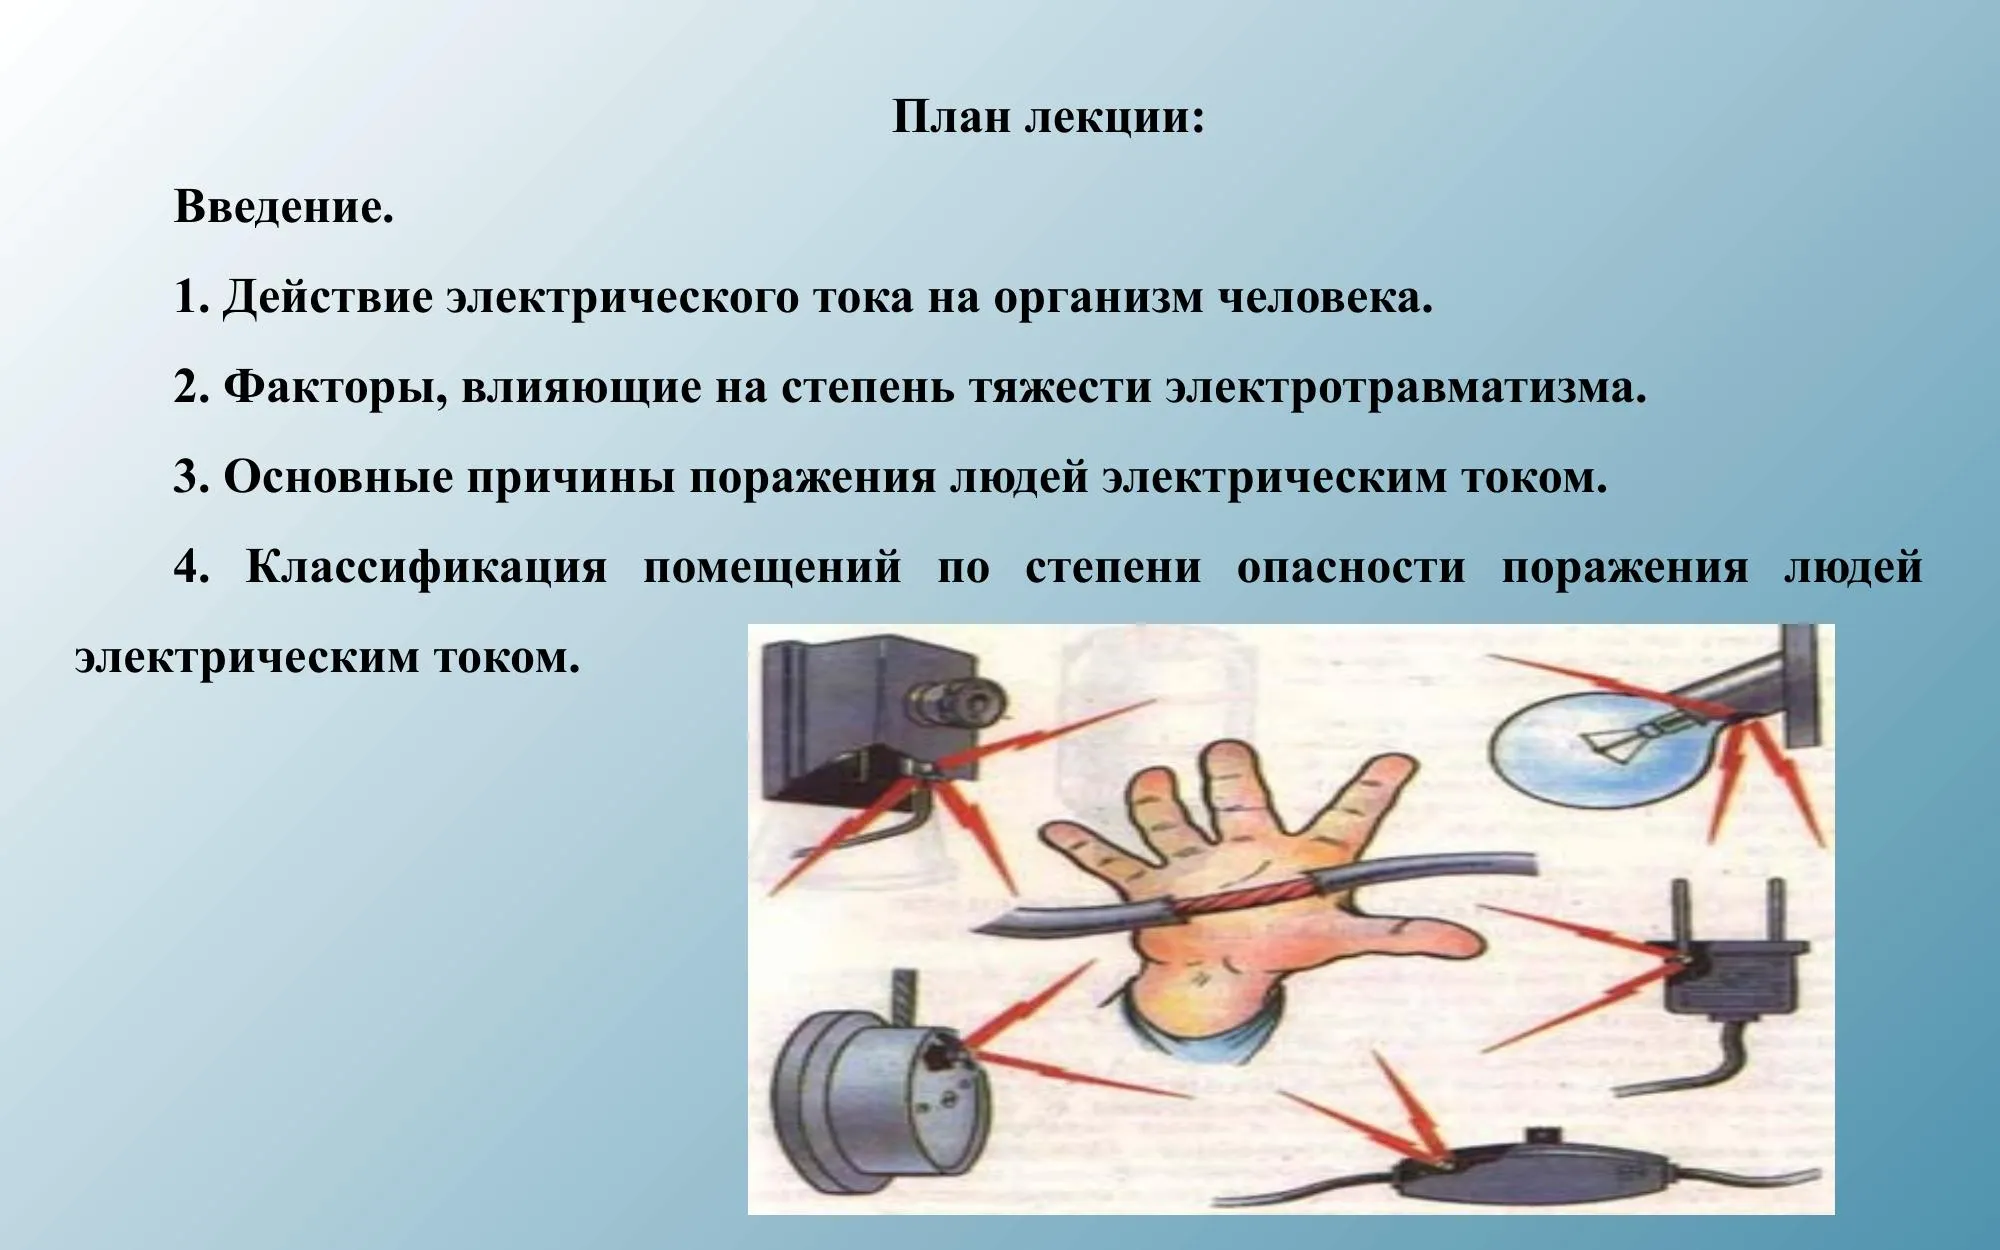 План лекции:
Введение.
1. Действие электрического тока на организм человека.
2. Факторы, влияющие на степень тяжести электротравматизма.
3. Основные причины поражения людей электрическим током.
4. Классификация помещений по степени опасности поражения людей
электрическим током.